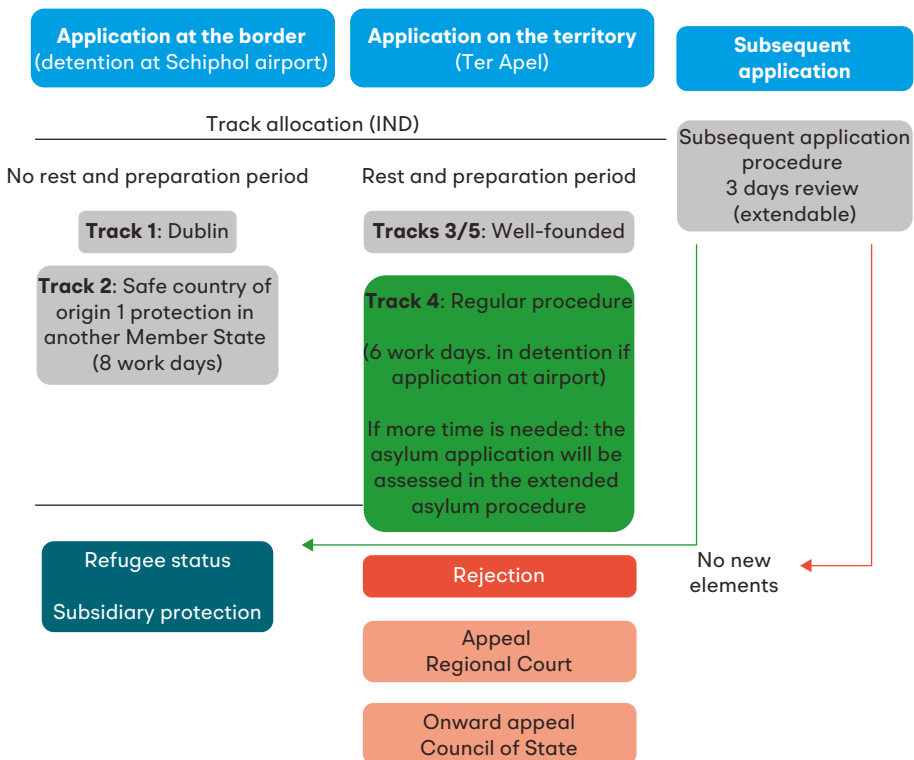 Application at the border
(detention at Schiphol airport)
Application on the territory
(Ter Apel)
Subsequent
application
Track allocation (IND)
Subsequent application
procedure
3 days review
(extendable)
No rest and preparation period
Rest and preparation period
Track 1: Dublin
Tracks 3/5: Well-founded
Track 2: Safe country of
origin 1 protection in
another Member State
(8 work days)
Track 4: Regular procedure
(6 work days. in detention if
application at airport)
If more time is needed: the
asylum application will be
assessed in the extended
asylum procedure
Refugee status
Subsidiary protection
Rejection
No new
elements
Appeal
Regional Court
Onward appeal
Council of State